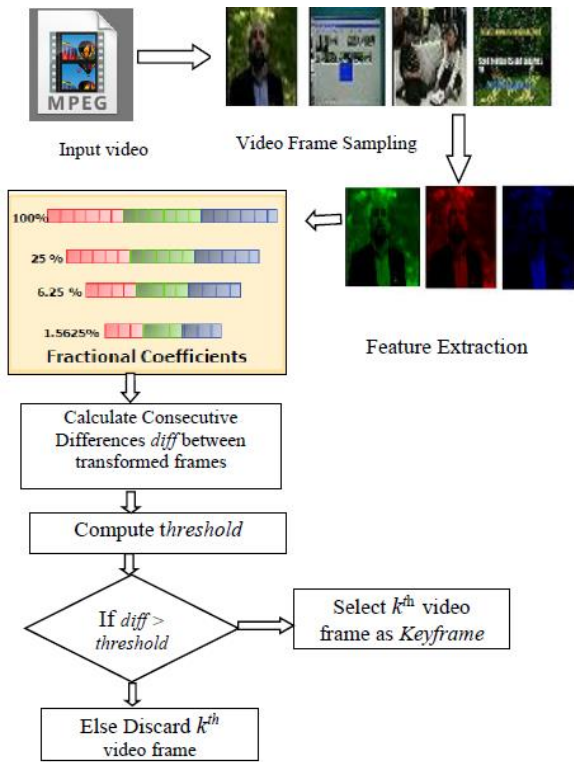 MPEG
Input video
Video Frame Sampling
Feature Extraction
100%
25 %
6.25 %
1.5625%
Fractional Coefficients
Calculate Consecutive
Differences diff between
transformed frames
Compute threshold
If diff >
threshold
Select kth video
frame as Keyframe
Else Discard kth
video frame